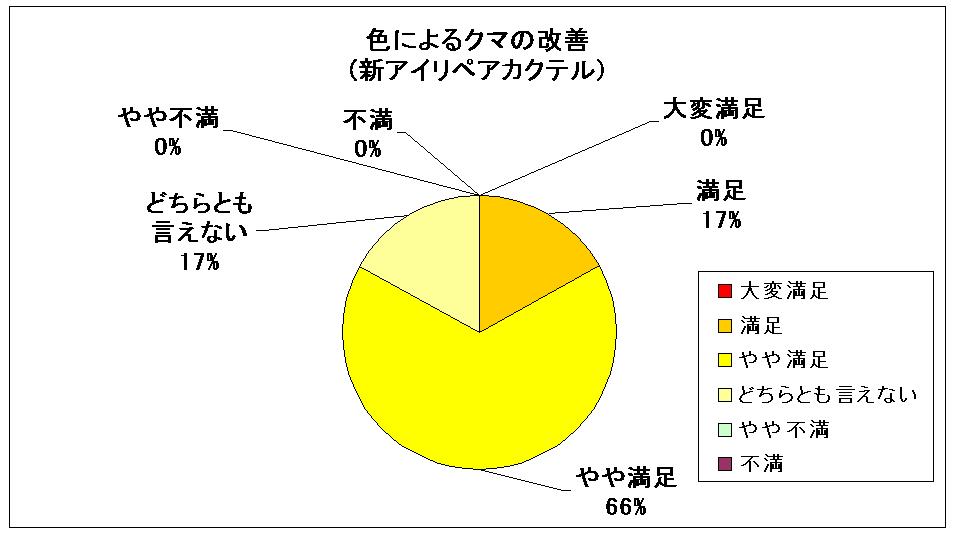 色によるクマの改善
（新アイリペアカクテル）
やや不満
0%
不満
0%
大変満足
0%
どちらとも
言えない
17%
満足
17%
やや満足
66%
大変満足
満足
やや満足
どちらとも言えない
やや不満
不満